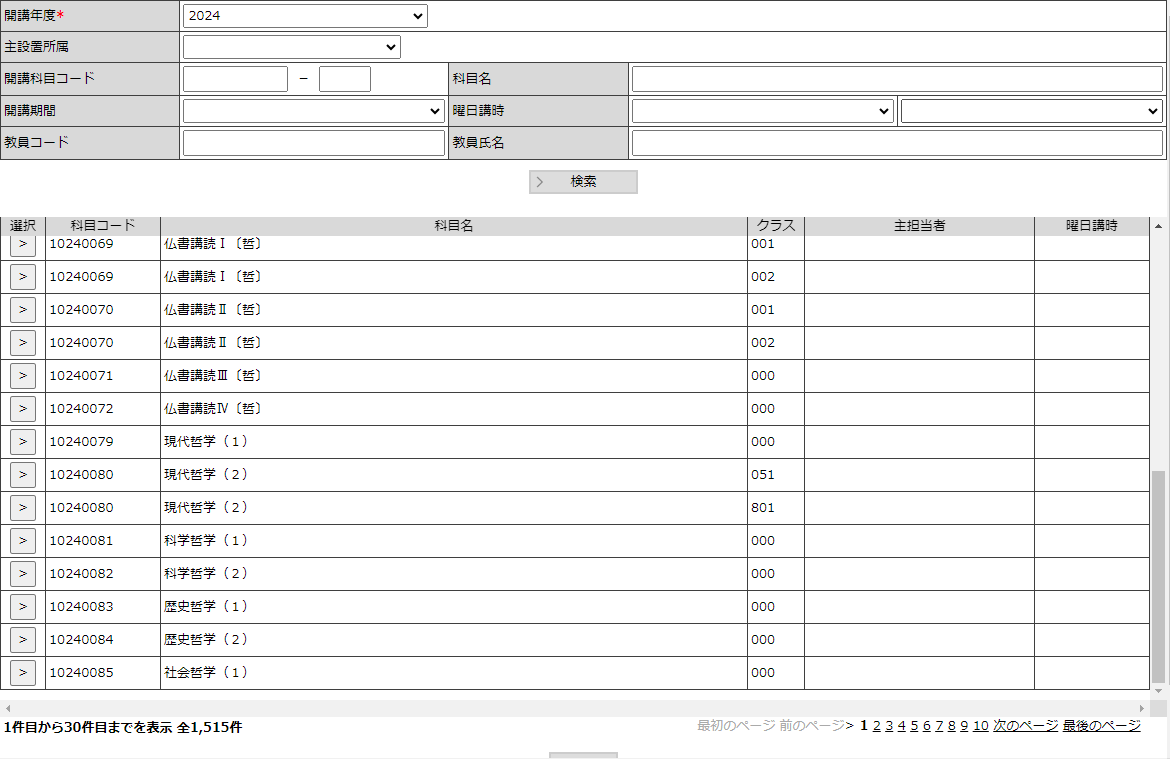 開講年度* 2024
主設置所属
開講科目コード － 科目名
開講期間 曜日講時
教員コード 教員氏名
検索
選択 科目コード 科目名 クラス 主担当者 曜日講時
> 10240069 仏書講読Ⅰ〔哲〕 001
> 10240069 仏書講読Ⅰ〔哲〕 002
> 10240070 仏書講読Ⅱ〔哲〕 001
> 10240070 仏書講読Ⅱ〔哲〕 002
> 10240071 仏書講読Ⅲ〔哲〕 000
> 10240072 仏書講読Ⅳ〔哲〕 000
> 10240079 現代哲学（１） 000
> 10240080 現代哲学（２） 051
> 10240080 現代哲学（２） 801
> 10240081 科学哲学（１） 000
> 10240082 科学哲学（２） 000
> 10240083 歴史哲学（１） 000
> 10240084 歴史哲学（２） 000
> 10240085 社会哲学（１） 000
1件目から30件目までを表示 全1,515件 最初のページ 前のページ> 1 2 3 4 5 6 7 8 9 10 次のページ 最後のページ